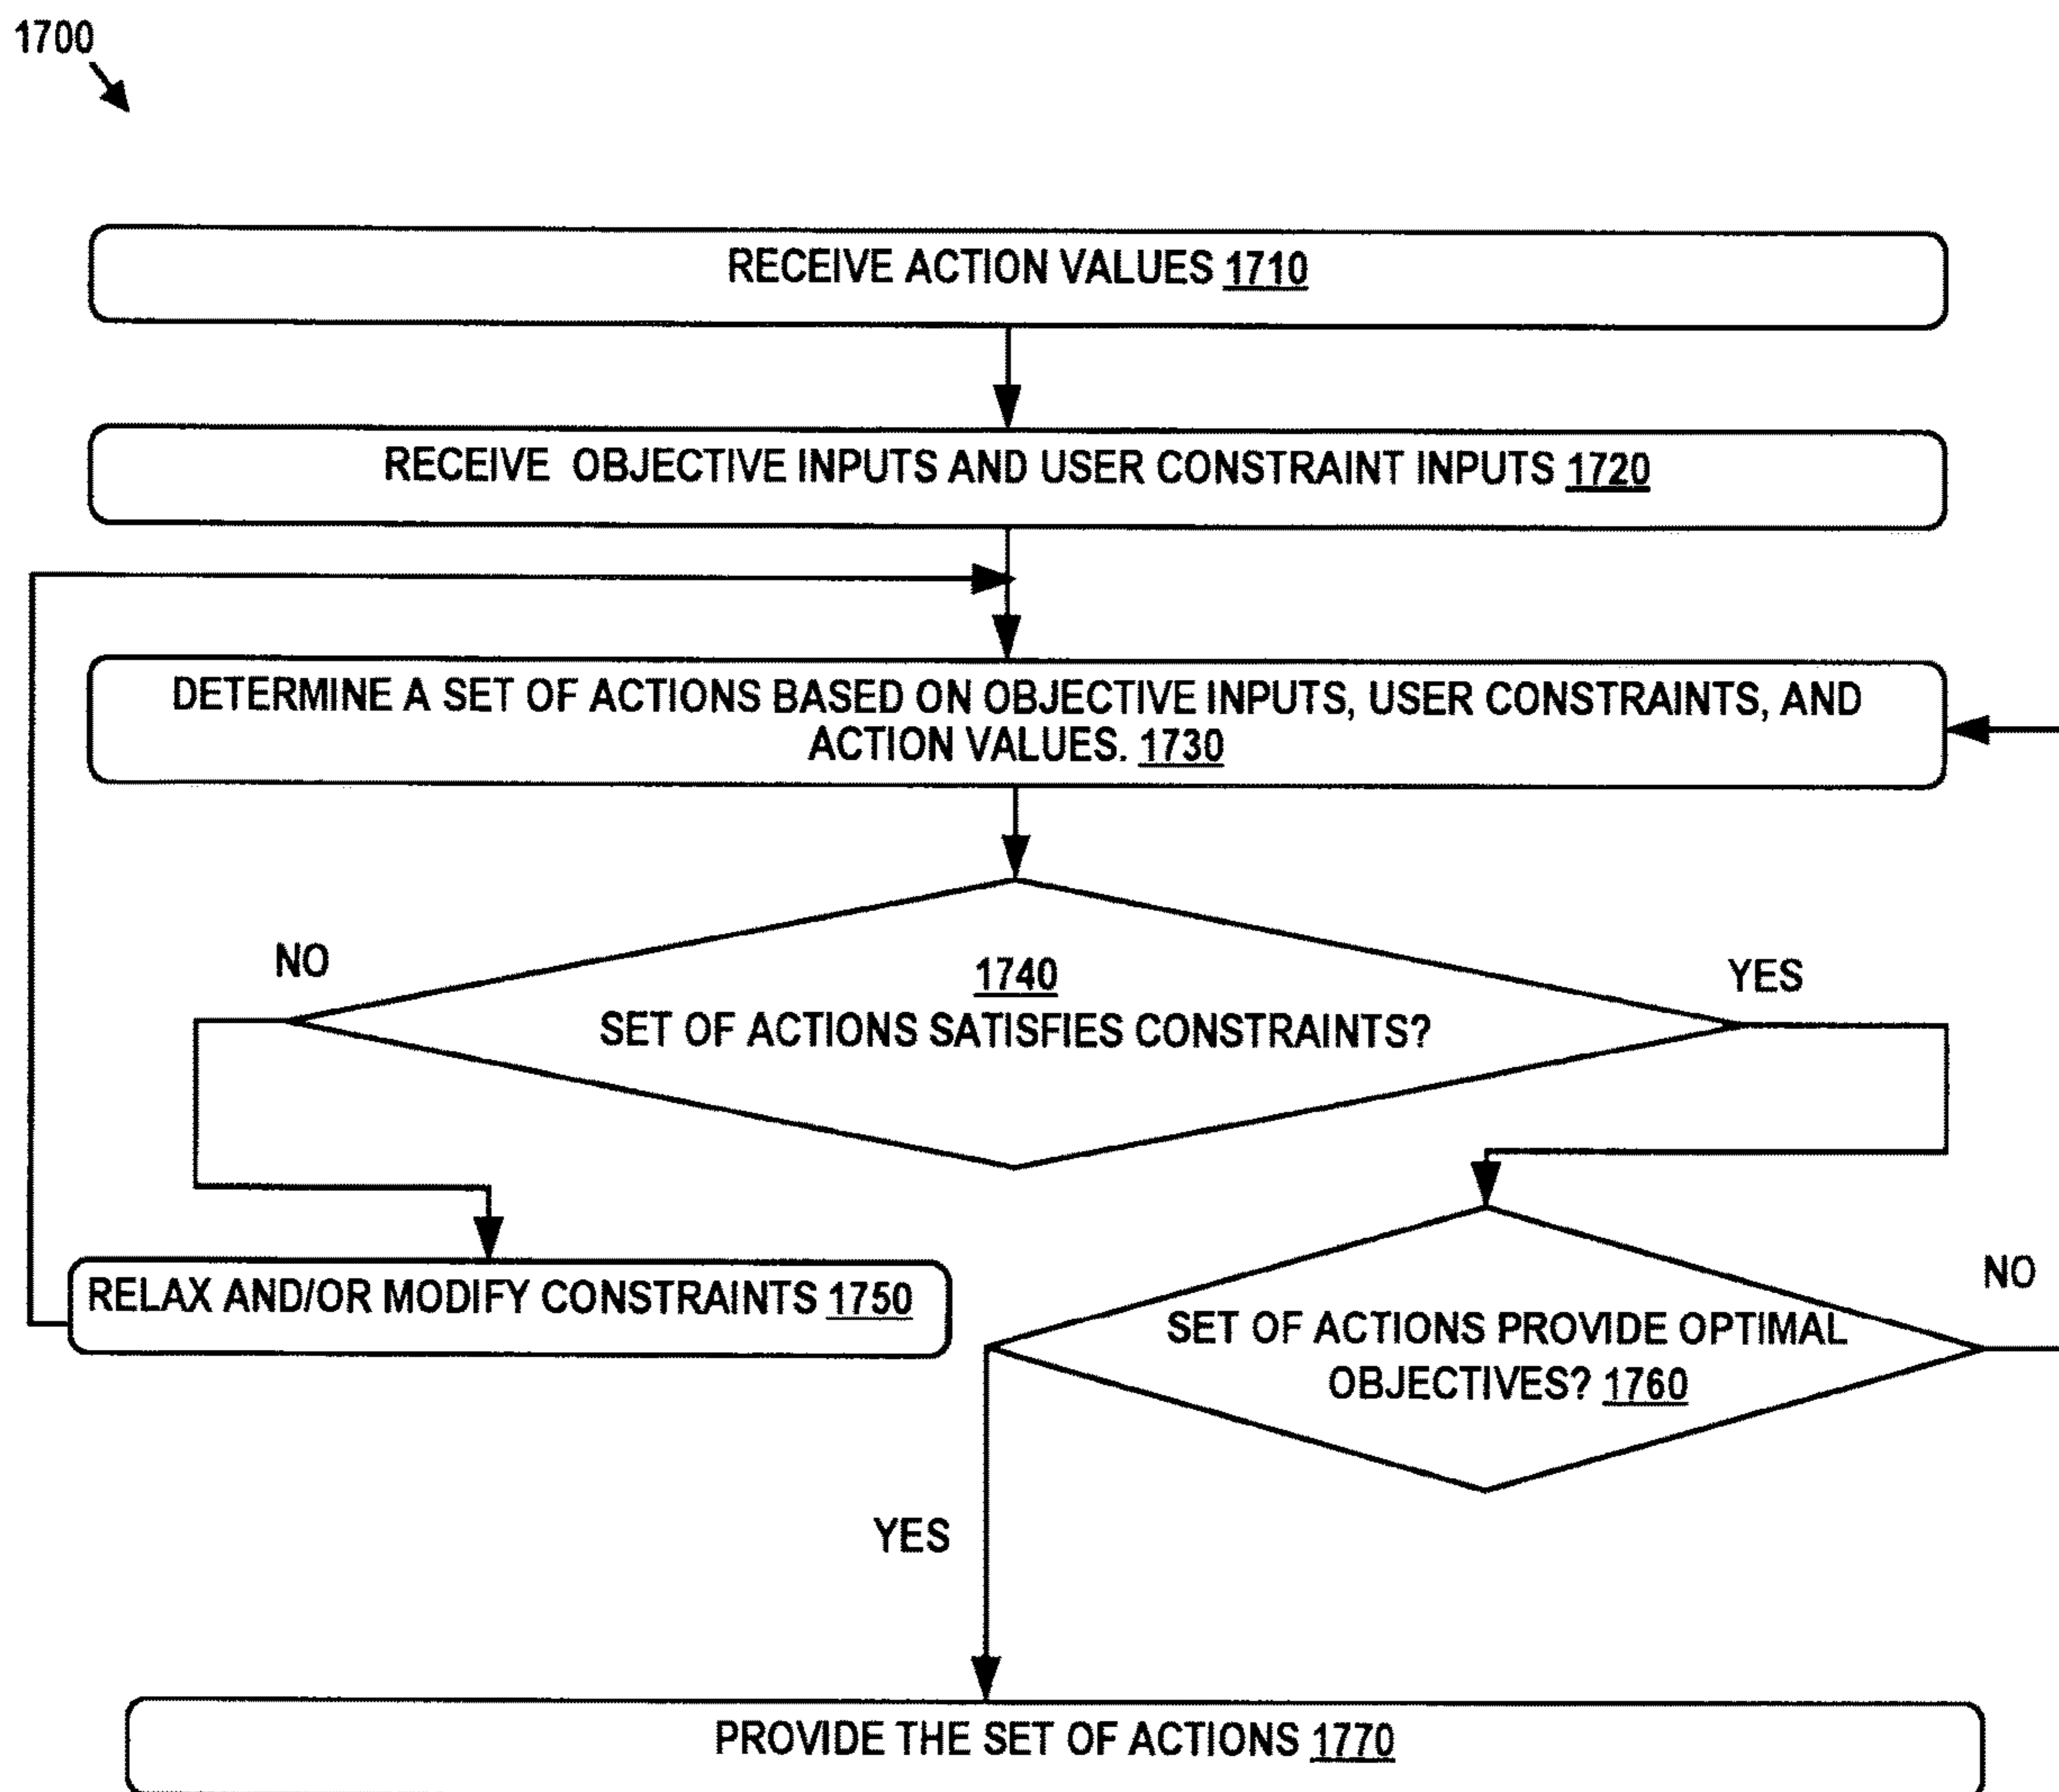 1700
RECEIVE ACTION VALUES 1710
RECEIVE OBJECTIVE INPUTS AND USER CONSTRAINT INPUTS 1720
DETERMINE A SET OF ACTIONS BASED ON OBJECTIVE INPUTS, USER CONSTRAINTS, AND
ACTION VALUES. 1730
NO
1740
YES
SET OF ACTIONS SATISFIES CONSTRAINTS?
RELAX AND/OR MODIFY CONSTRAINTS 1750
NO
SET OF ACTIONS PROVIDE OPTIMAL
OBJECTIVES? 1760
YES
PROVIDE THE SET OF ACTIONS 1770